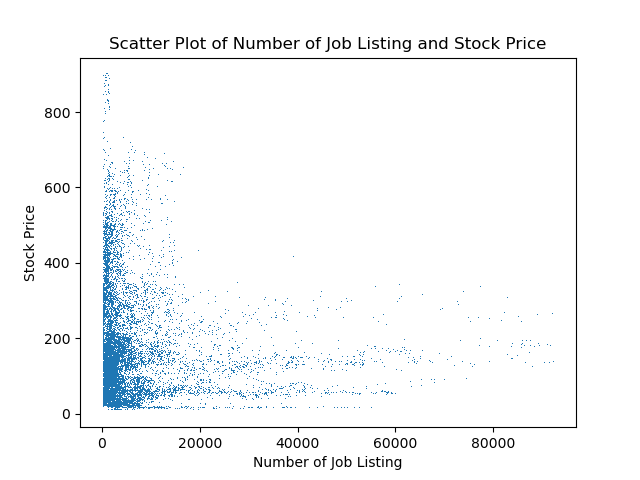 Scatter Plot of Number of Job Listing and Stock Price
Stock Price
800
600
400
200
0
0 20000 40000 60000 80000
Number of Job Listing